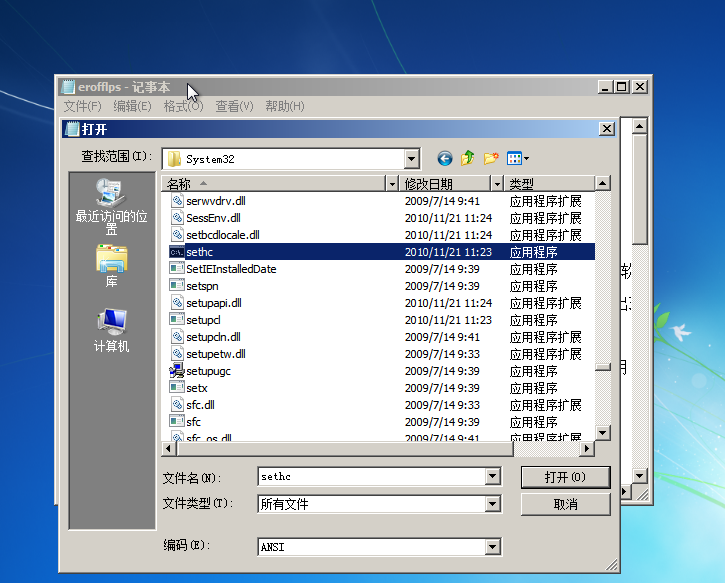 erofflps - 记事本
文件(F) 编辑(E) 格式(O) 查看(V) 帮助(H)
打开
查找范围(I): System32
名称 修改日期 类型
serwvdrv.dll 2009/7/14 9:41 应用程序扩展
SessEnv.dll 2010/11/21 11:24 应用程序扩展
setbcdlocale.dll 2010/11/21 11:24 应用程序扩展
sethc 2010/11/21 11:23 应用程序
SetIEInstalledDate 2009/7/14 9:39 应用程序
setspn 2009/7/14 9:39 应用程序
setupapi.dll 2010/11/21 11:24 应用程序扩展
setupcl 2010/11/21 11:23 应用程序
setupcln.dll 2009/7/14 9:41 应用程序扩展
setupetw.dll 2009/7/14 9:33 应用程序扩展
setupugc 2009/7/14 9:39 应用程序
setx 2009/7/14 9:39 应用程序
sfc.dll 2009/7/14 9:33 应用程序扩展
sfc 2009/7/14 9:39 应用程序
sfc_os.dll 2009/7/14 9:41 应用程序扩展
最近访问的位
置
库
计算机
文件名(N): sethc 打开(O)
文件类型(T): 所有文件 取消
编码(E): ANSI